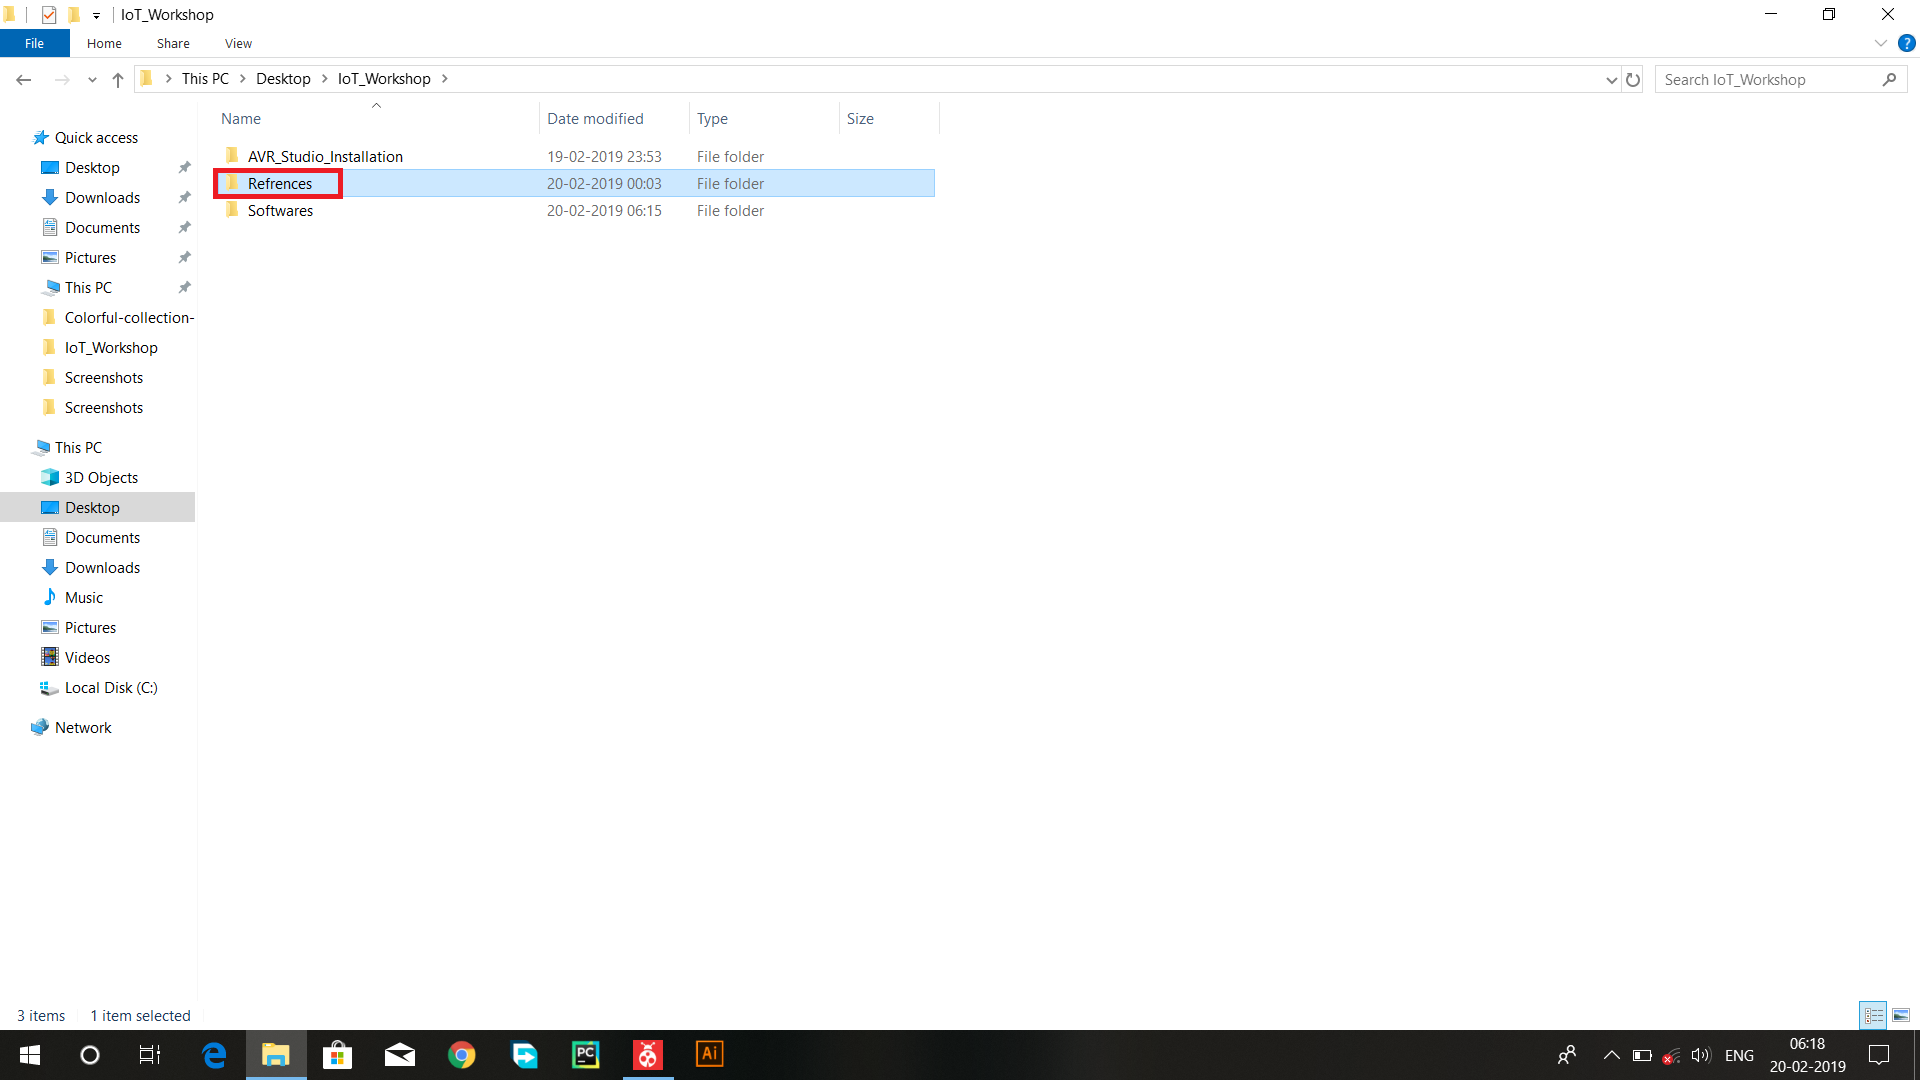 IoT_Workshop
File Home Share View
This PC Desktop IoT_Workshop Search IoT_Workshop
Name Date modified Type Size
AVR_Studio_Installation 19-02-2019 23:53 File folder
Refrences 20-02-2019 00:03 File folder
Softwares 20-02-2019 06:15 File folder
Quick access
Desktop
Downloads
Documents
Pictures
This PC
Colorful-collection-
IoT_Workshop
Screenshots
Screenshots
This PC
3D Objects
Desktop
Documents
Downloads
Music
Pictures
Videos
Local Disk (C:)
Network
3 items 1 item selected
PC Ai ENG 06:18
20-02-2019